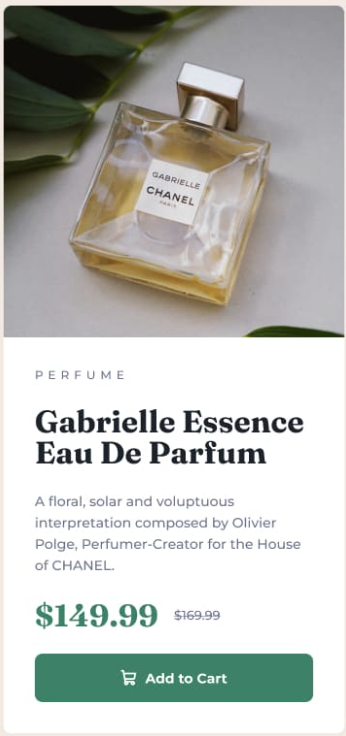 GABRIELLE
CHANEL
PARIS
PERFUME
Gabrielle Essence
Eau De Parfum
A floral, solar and voluptuous
interpretation composed by Olivier
Polge, Perfumer-Creator for the House
of CHANEL.
$149.99 $169.99
Add to Cart